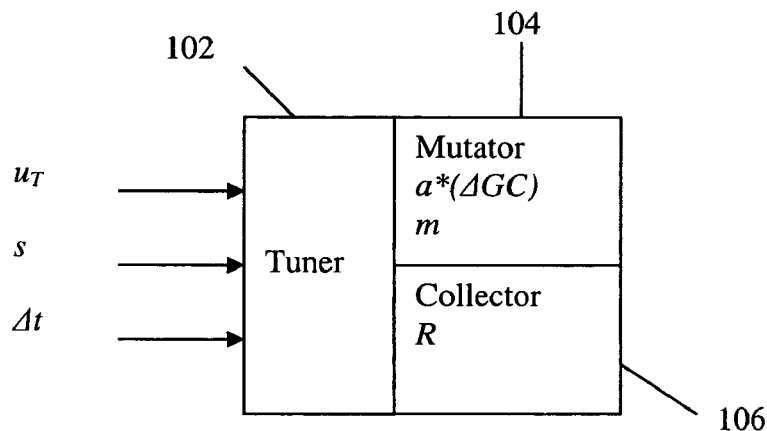 102
104
u_T
s
Δt
Tuner
Mutator
a*(ΔGC)
m
Collector
R
106